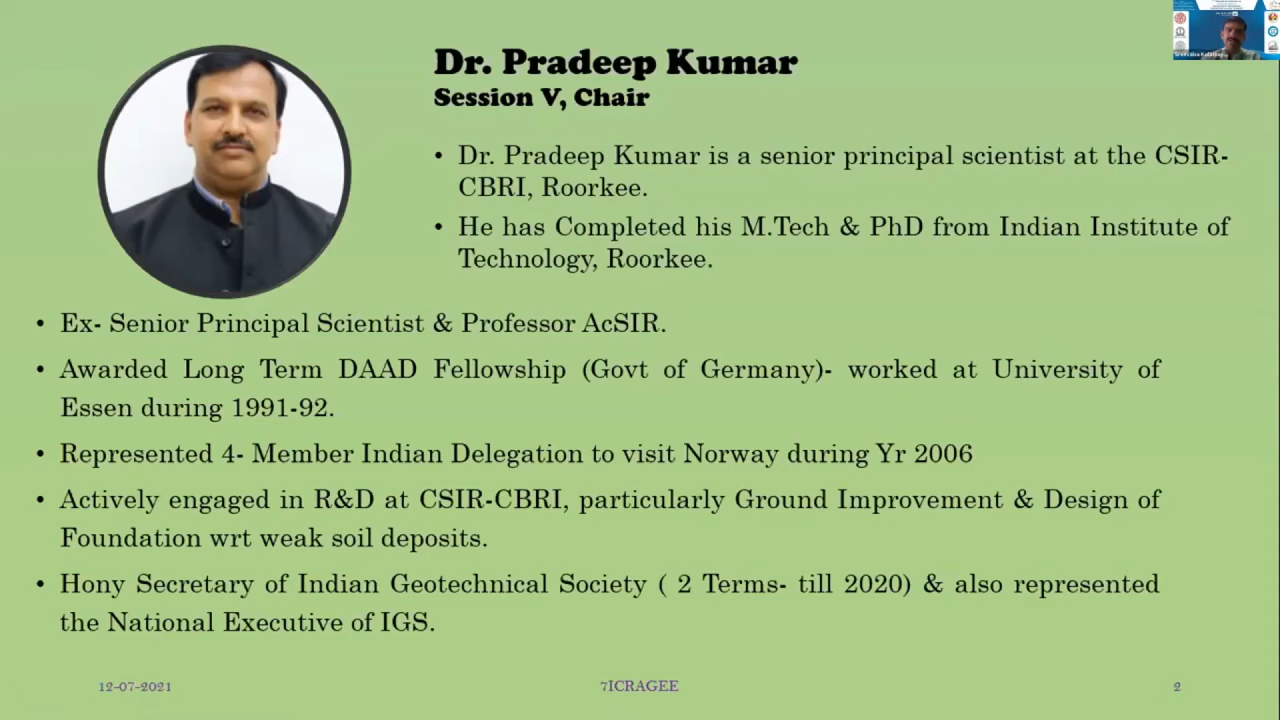 Dr. Pradeep Kumar
Session V, Chair
• Dr. Pradeep Kumar is a senior principal scientist at the CSIR-
CBRI, Roorkee.
• He has Completed his M.Tech & PhD from Indian Institute of
Technology, Roorkee.
• Ex- Senior Principal Scientist & Professor AcSIR.
• Awarded Long Term DAAD Fellowship (Govt of Germany)- worked at University of
Essen during 1991-92.
• Represented 4- Member Indian Delegation to visit Norway during Yr 2006
• Actively engaged in R&D at CSIR-CBRI, particularly Ground Improvement & Design of
Foundation wrt weak soil deposits.
• Hony Secretary of Indian Geotechnical Society ( 2 Terms- till 2020) & also represented
the National Executive of IGS.
12-07-2021
7ICRAGEE
2